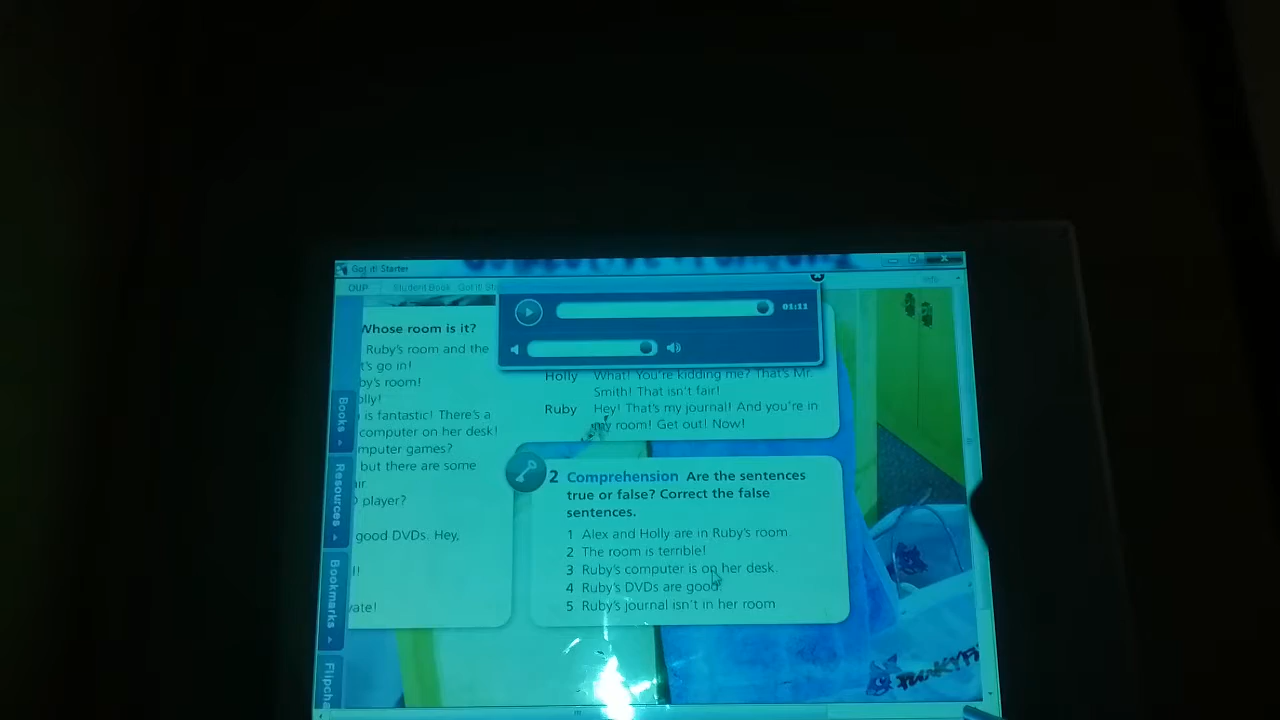 Got it! Starter
OUP
Student Book
Whose room is it?
Ruby's room and the
t's go in!
by's room!
olly!
is fantastic! There's a
computer on her desk!
mputer games?
but there are some
air
player?
good DVDs. Hey,
vate!
01:11
Holly What! You're kidding me? That's Mr.
Smith! That isn't fair!
Ruby Hey! That's my journal! And you're in
my room! Get out! Now!
2 Comprehension Are the sentences
true or false? Correct the false
sentences.
1 Alex and Holly are in Ruby's room.
2 The room is terrible!
3 Ruby's computer is on her desk.
4 Ruby's DVDs are good.
5 Ruby's journal isn't in her room
Books
Resources
Bookmarks
Flipcha